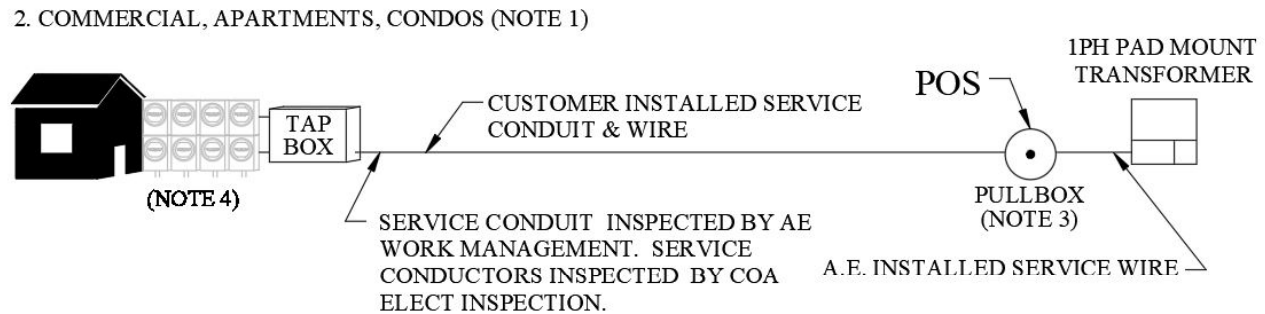 2. COMMERCIAL, APARTMENTS, CONDOS (NOTE 1)
1PH PAD MOUNT
TRANSFORMER
POS
CUSTOMER INSTALLED SERVICE
CONDUIT & WIRE
TAP
BOX
(NOTE 4)
PULLBOX
(NOTE 3)
SERVICE CONDUIT INSPECTED BY AE
WORK MANAGEMENT. SERVICE
CONDUCTORS INSPECTED BY COA
ELECT INSPECTION.
A.E. INSTALLED SERVICE WIRE